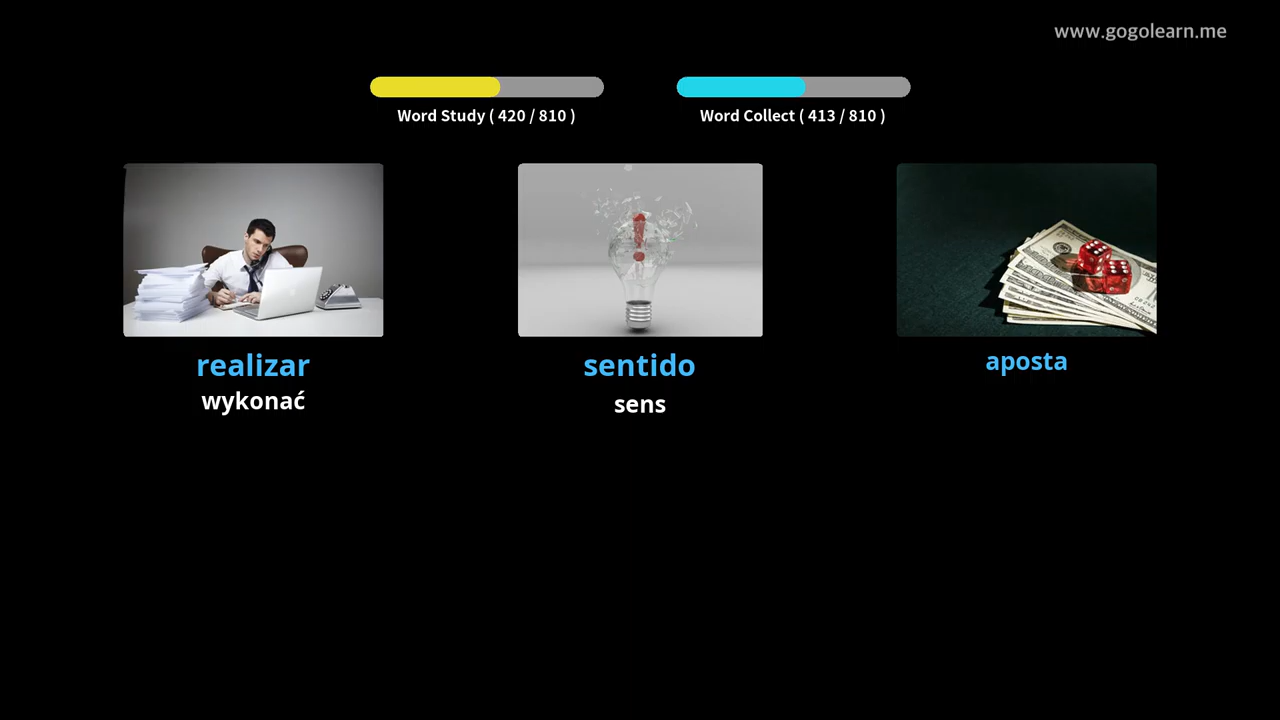 www.gogolearn.me
Word Study ( 420 / 810 )
Word Collect ( 413 / 810 )
realizar
wykonać
sentido
sens
aposta